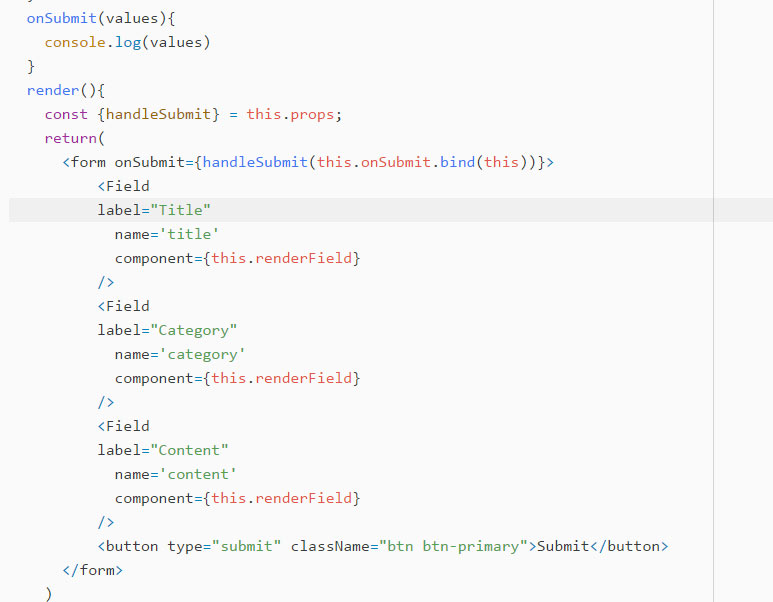 onSubmit(values){
console.log(values)
}
render(){
const {handleSubmit} = this.props;
return(
<form onSubmit={handleSubmit(this.onSubmit.bind(this))}>
<Field
label="Title"
name='title'
component={this.renderField}
/>
<Field
label="Category"
name='category'
component={this.renderField}
/>
<Field
label="Content"
name='content'
component={this.renderField}
/>
<button type="submit" className="btn btn-primary">Submit</button>
</form>
)